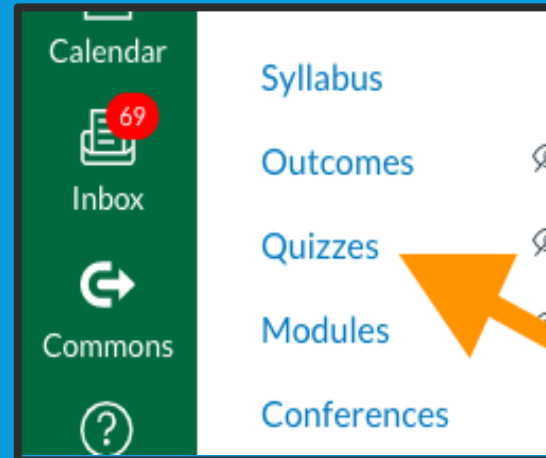 Calendar
69
Inbox
Commons
?
Syllabus
Outcomes
Quizzes
Modules
Conferences